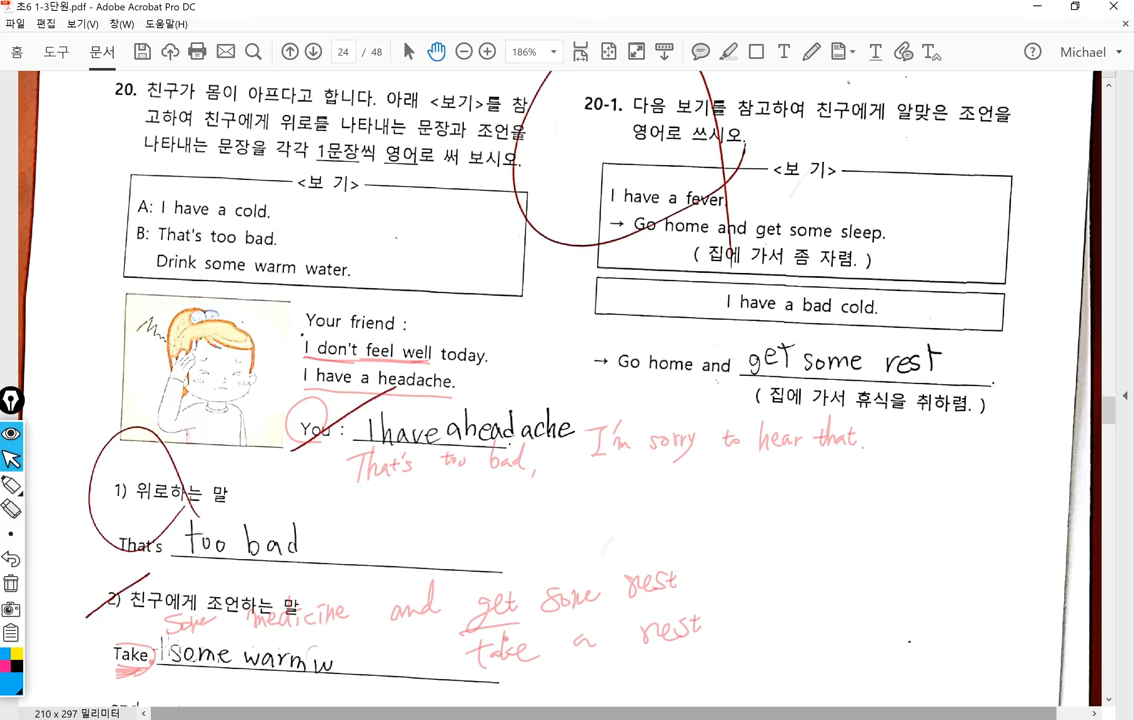 초6 1-3단원.pdf - Adobe Acrobat Pro DC
파일 편집 보기(V) 창(W) 도움말(H)
홈 도구 문서 24 / 48 186% Michael
20. 친구가 몸이 아프다고 합니다. 아래 <보기>를 참
고하여 친구에게 위로를 나타내는 문장과 조언을
나타내는 문장을 각각 1문장씩 영어로 써 보시오.
<보 기>
A: I have a cold.
B: That's too bad.
Drink some warm water.
Your friend :
I don't feel well today.
I have a headache.
You : I have a headache
That's too bad,
I'm sorry to hear that.
1) 위로하는 말
That's too bad
2) 친구에게 조언하는 말
Some medicine and get some rest
Take some warm w
take a rest
20-1. 다음 보기를 참고하여 친구에게 알맞은 조언을
영어로 쓰시오.
<보 기>
I have a fever.
→ Go home and get some sleep.
( 집에 가서 좀 자렴. )
I have a bad cold.
→ Go home and get some rest.
( 집에 가서 휴식을 취하렴. )
210 x 297 밀리미터